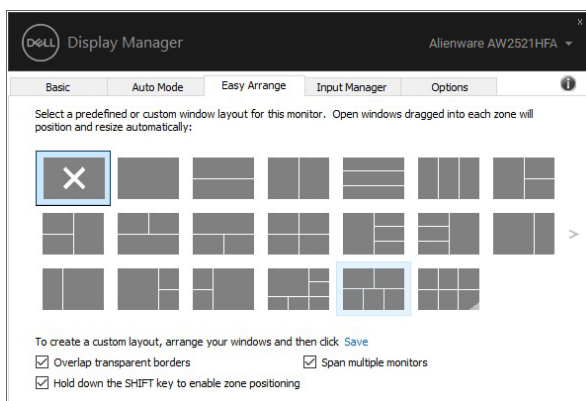 x
DELL Display Manager Alienware AW2521HFA
Basic Auto Mode Easy Arrange Input Manager Options i
Select a predefined or custom window layout for this monitor. Open windows dragged into each zone will
position and resize automatically:
>
To create a custom layout, arrange your windows and then click Save
Overlap transparent borders Span multiple monitors
Hold down the SHIFT key to enable zone positioning